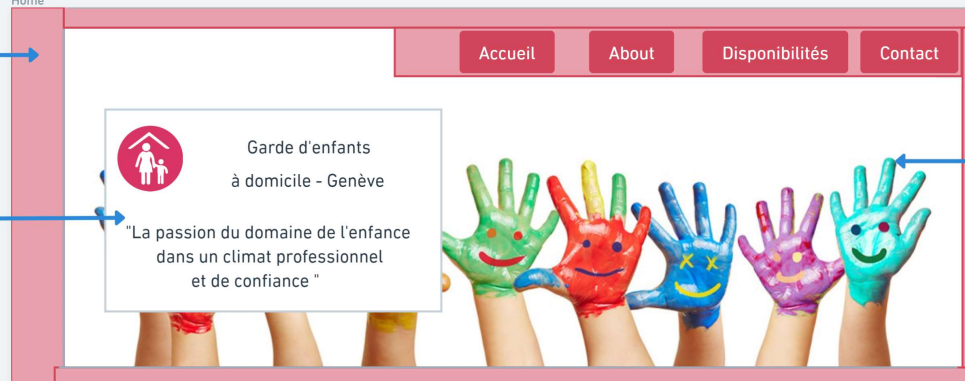 Home
Accueil About Disponibilités Contact
Garde d'enfants
à domicile - Genève
"La passion du domaine de l'enfance
dans un climat professionnel
et de confiance "